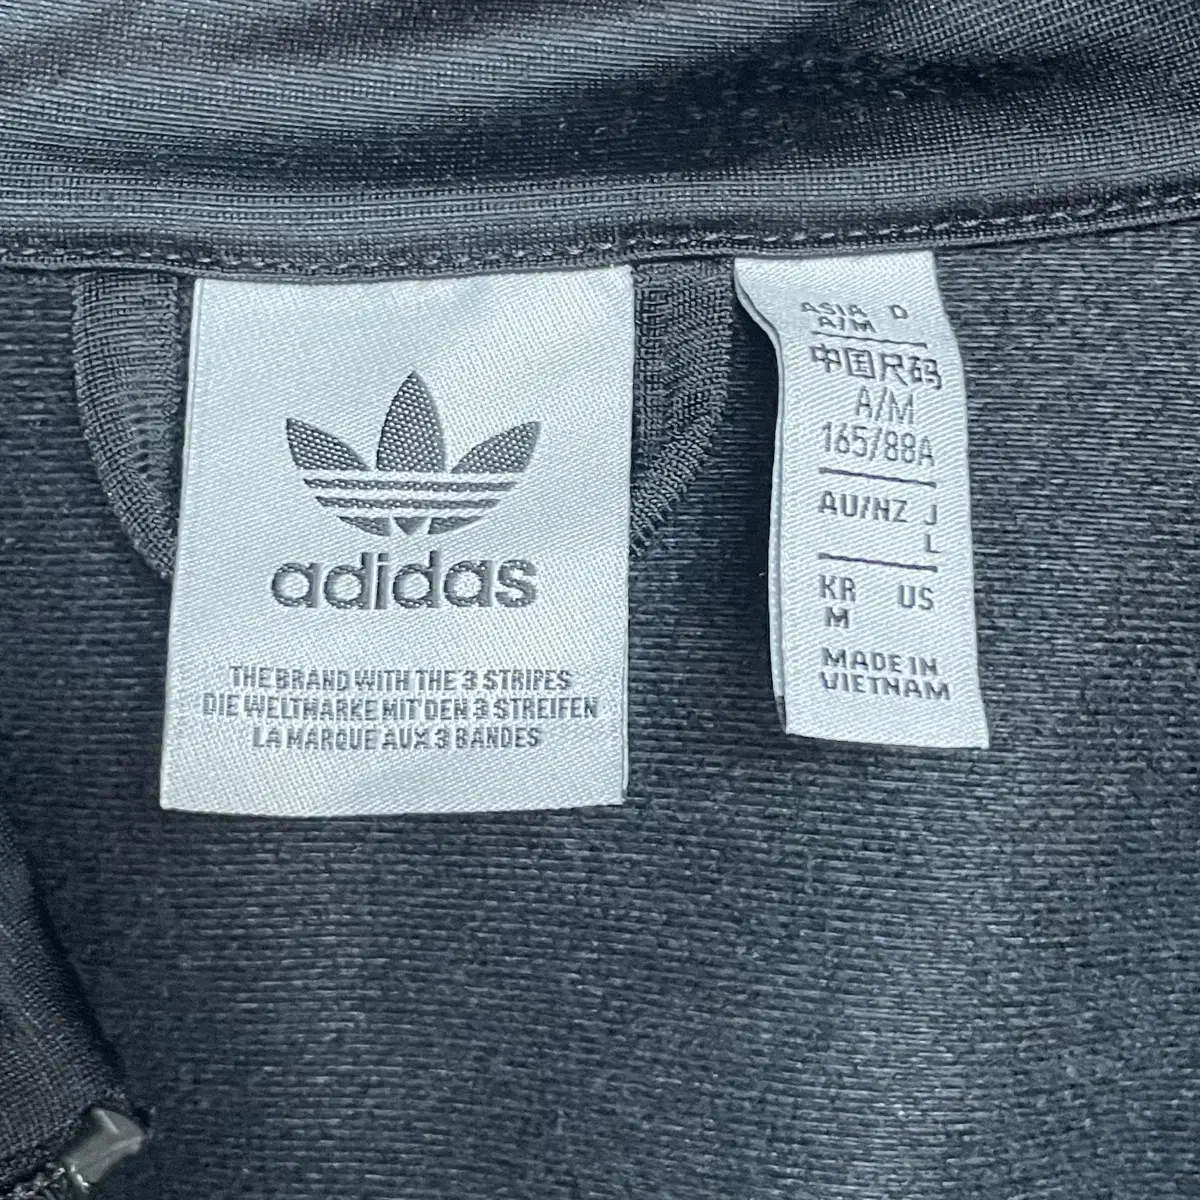 adidas
THE BRAND WITH THE 3 STRIPES
DIE WELTMARKE MIT DEN 3 STREIFEN
LA MARQUE AUX 3 BANDES
ASIA D
A/M
中国尺码
A/M
165/88A
AU/NZ J
L
KR US
M
MADE IN
VIETNAM